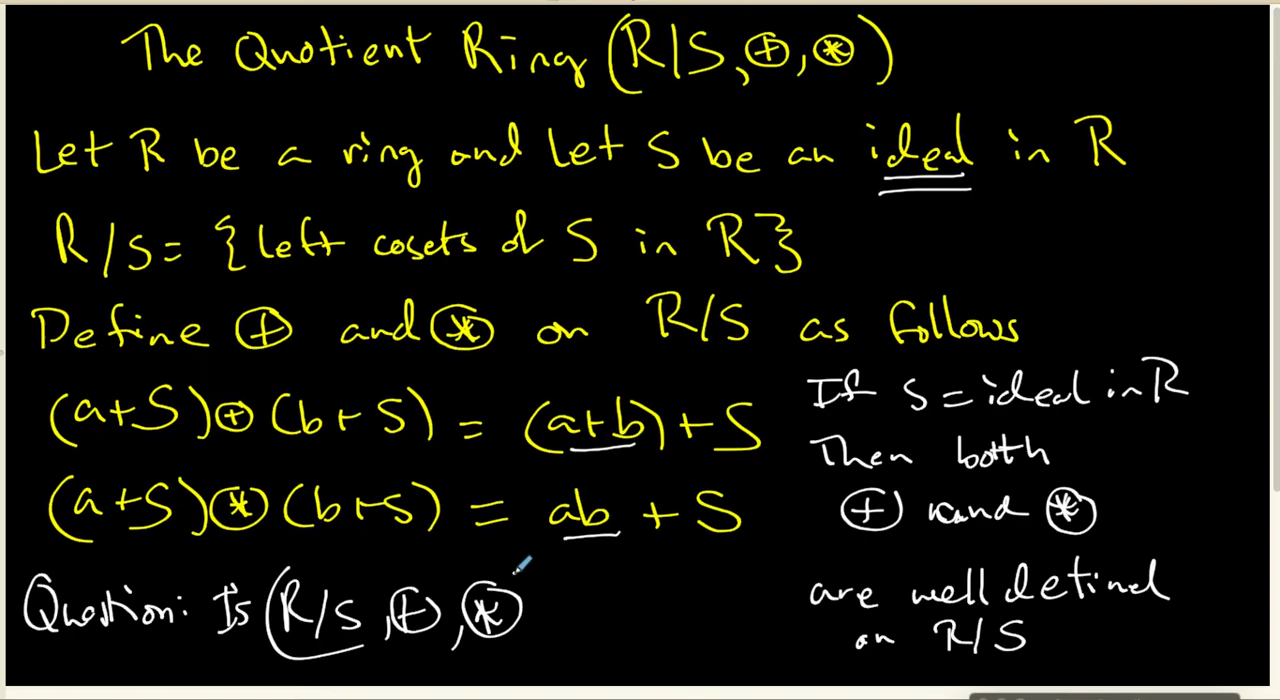 The Quotient Ring (R/S, ⊕, ⊛)
Let R be a ring and let S be an ideal in R
R/S = {left cosets of S in R}
Define ⊕ and ⊛ on R/S as follows
(a+S) ⊕ (b+S) = (a+b) + S
(a+S) ⊛ (b+S) = ab + S
Question: Is (R/S, ⊕, ⊛
If S = ideal in R
Then both
⊕ and ⊛
are well defined
on R/S